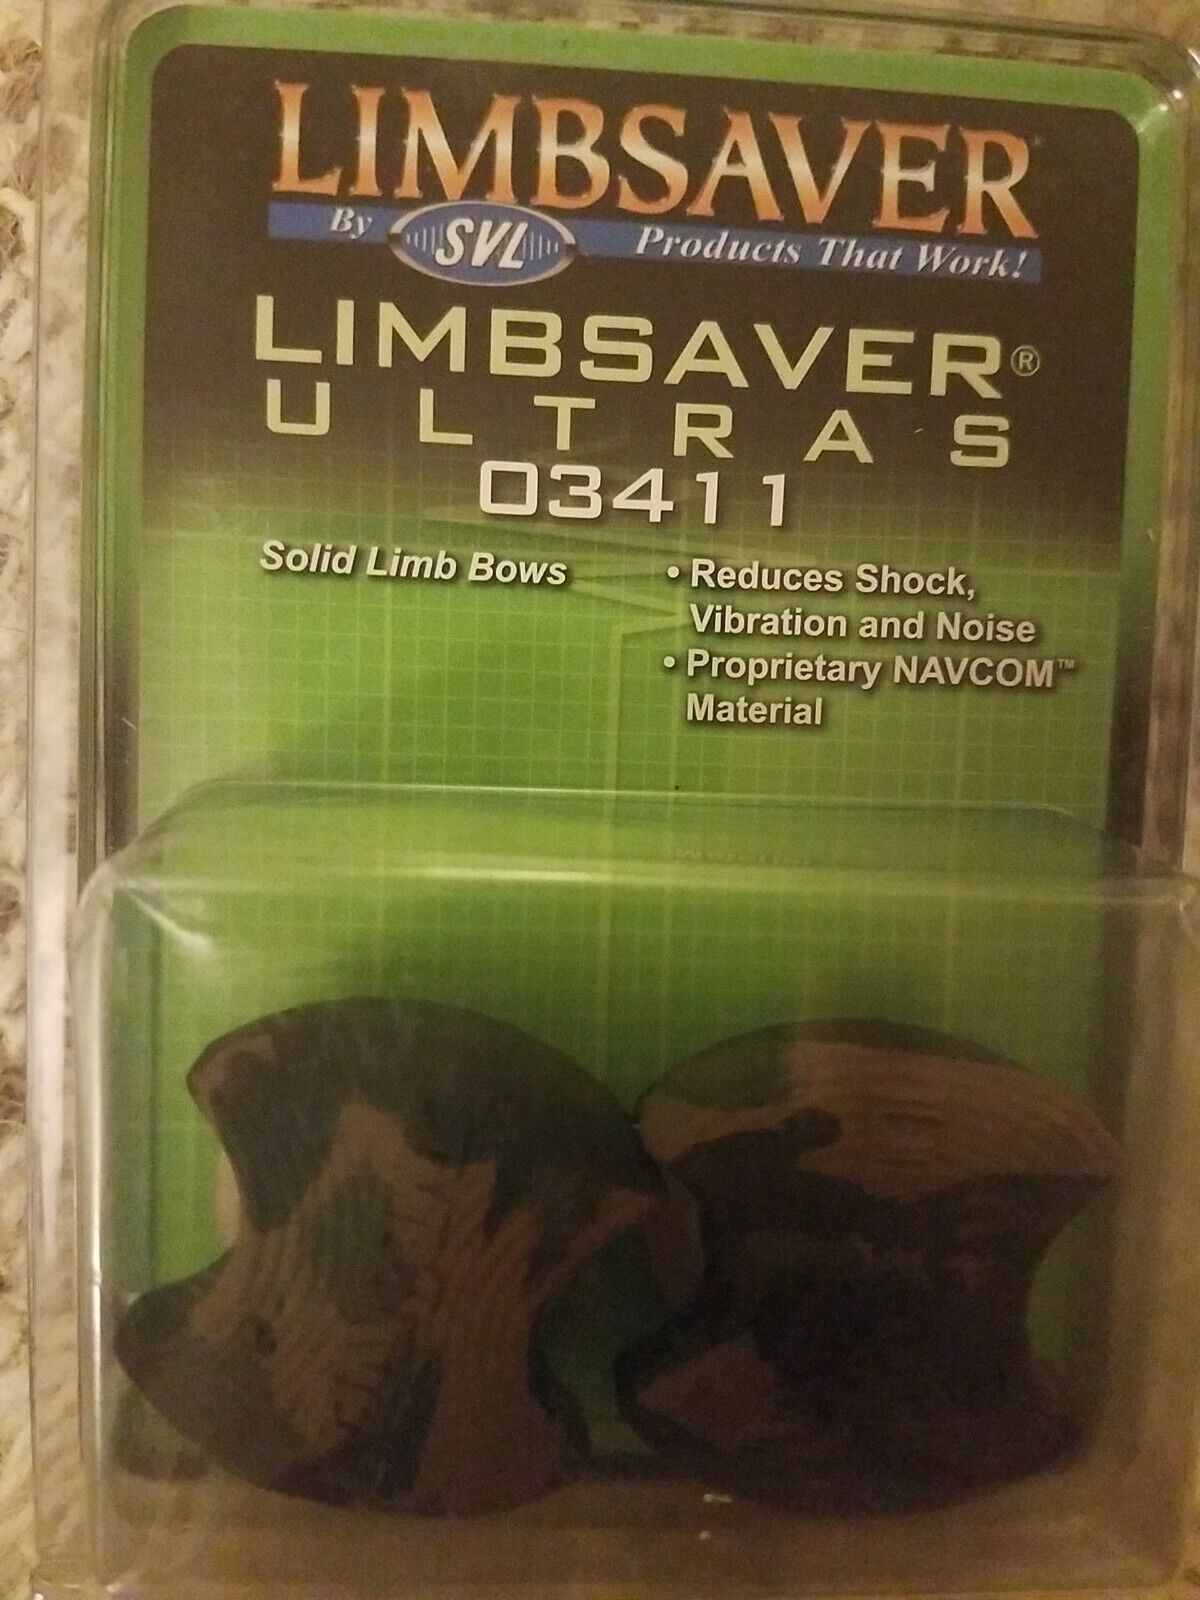 LIMBSAVER
By SVL Products That Work!
LIMBSAVER®
ULTRAS
03411
Solid Limb Bows
• Reduces Shock,
Vibration and Noise
• Proprietary NAVCOM™
Material